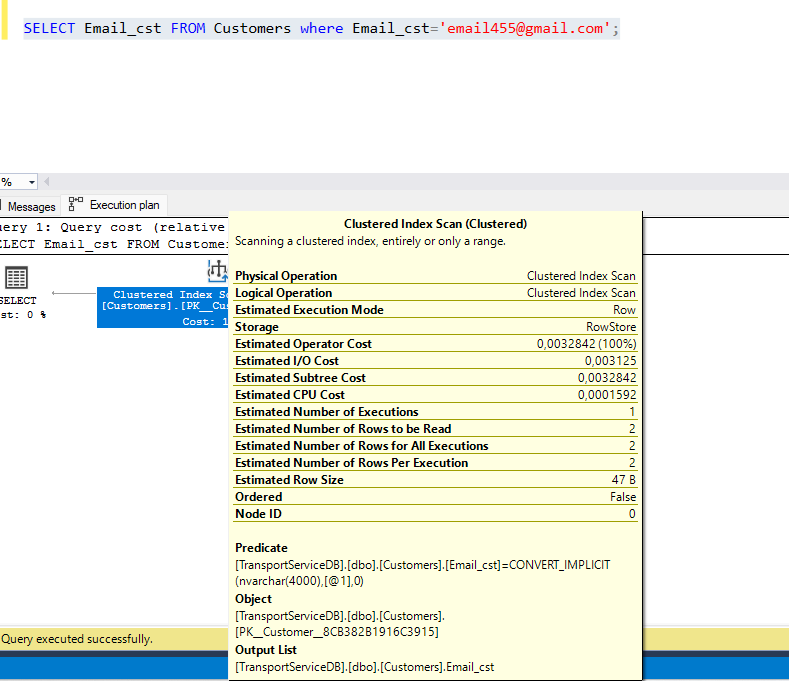 SELECT Email_cst FROM Customers where Email_cst='email455@gmail.com';
%
Messages Execution plan
ery 1: Query cost (relative
LECT Email_cst FROM Custome
Clustered Index Scan (Clustered)
Scanning a clustered index, entirely or only a range.
Physical Operation Clustered Index Scan
Logical Operation Clustered Index Scan
Estimated Execution Mode Row
Storage RowStore
Estimated Operator Cost 0,0032842 (100%)
Estimated I/O Cost 0,003125
Estimated Subtree Cost 0,0032842
Estimated CPU Cost 0,0001592
Estimated Number of Executions 1
Estimated Number of Rows to be Read 2
Estimated Number of Rows for All Executions 2
Estimated Number of Rows Per Execution 2
Estimated Row Size 47 B
Ordered False
Node ID 0
Predicate
[TransportServiceDB].[dbo].[Customers].[Email_cst]=CONVERT_IMPLICIT
(nvarchar(4000),[@1],0)
Object
[TransportServiceDB].[dbo].[Customers].
[PK__Customer__8CB382B1916C3915]
Output List
[TransportServiceDB].[dbo].[Customers].Email_cst
SELECT
st: 0 %
Clustered Index S
[Customers].[PK__Cu
Cost: 1
Query executed successfully.